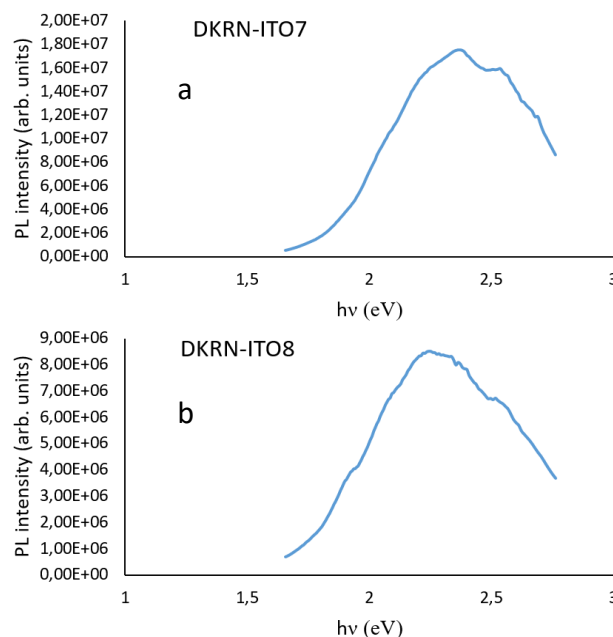 DKRN-ITO7
a
PL intensity (arb. units)
2,00E+07
1,80E+07
1,60E+07
1,40E+07
1,20E+07
1,00E+07
8,00E+06
6,00E+06
4,00E+06
2,00E+06
0,00E+00
1
1,5
2
2,5
3
hν (eV)
DKRN-ITO8
b
PL intensity (arb. units)
9,00E+06
8,00E+06
7,00E+06
6,00E+06
5,00E+06
4,00E+06
3,00E+06
2,00E+06
1,00E+06
0,00E+00
1
1,5
2
2,5
3
hν (eV)